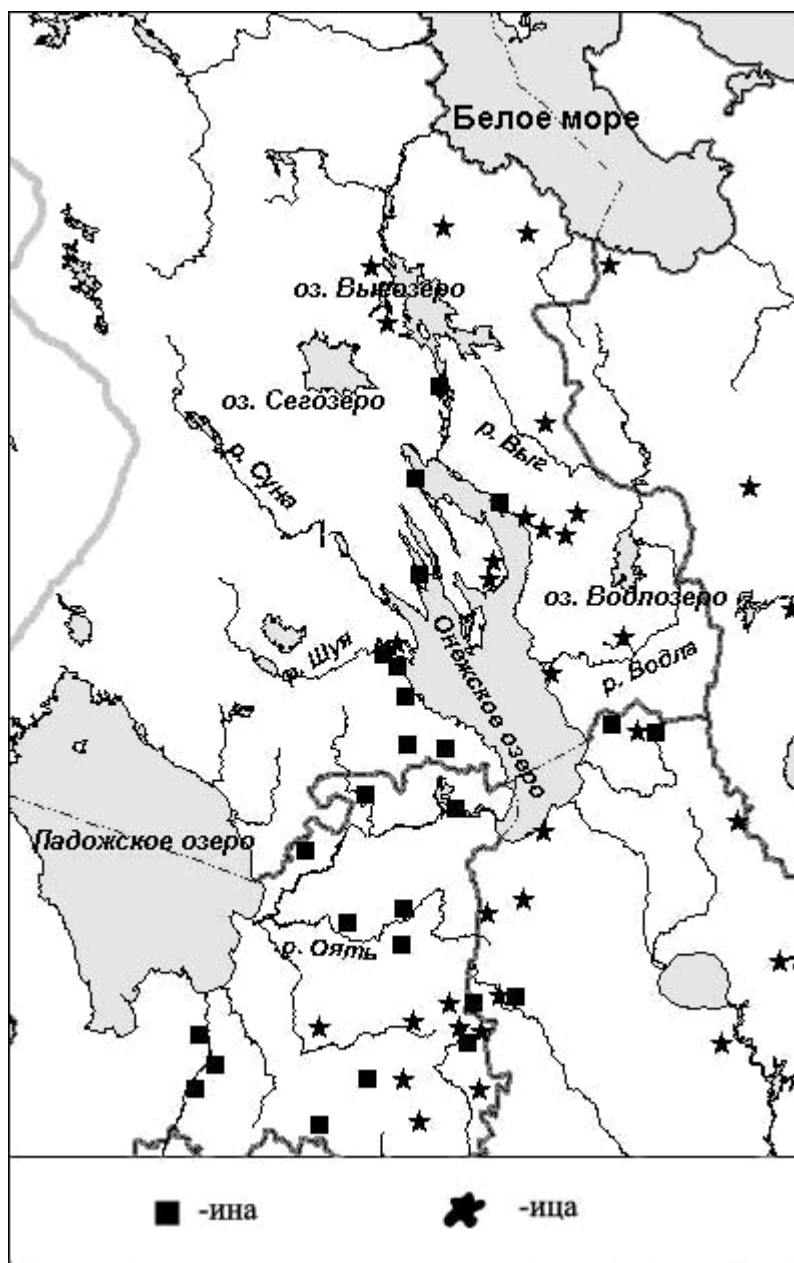 Белое море
оз. Выгозеро
оз. Сегозеро
р. Суна
р. Выг
оз. Водлозеро
р. Шуя
Онежское озеро
р. Водла
Ладожское озеро
р. Оять
-ина
-ица